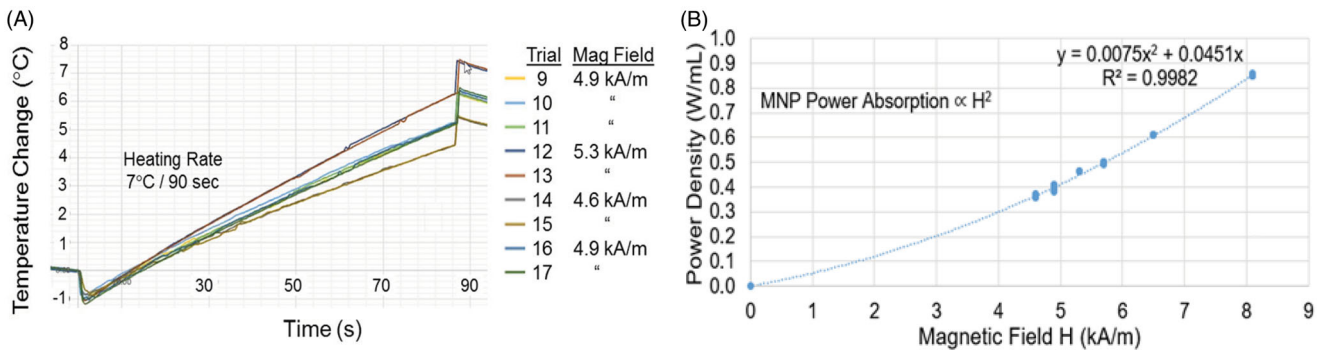 (A)
Temperature Change (°C)
8
7
6
5
4
3
2
1
-1
30
50
70
90
Time (s)
Heating Rate
7°C / 90 sec
Trial Mag Field
9 4.9 kA/m
10 “
11 “
12 5.3 kA/m
13 “
14 4.6 kA/m
15 “
16 4.9 kA/m
17 “
(B)
Power Density (W/mL)
1.0
0.9
0.8
0.7
0.6
0.5
0.4
0.3
0.2
0.1
0.0
y = 0.0075x² + 0.0451x
R² = 0.9982
MNP Power Absorption ∝ H²
0 1 2 3 4 5 6 7 8 9
Magnetic Field H (kA/m)